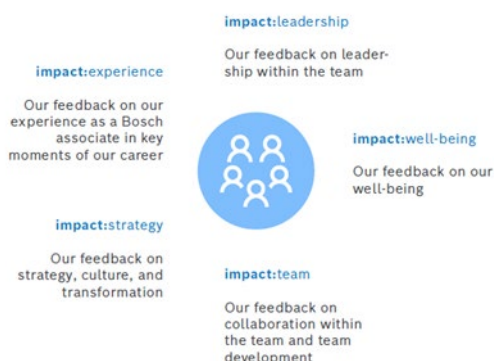 impact:leadership
Our feedback on leader-
ship within the team
impact:experience
Our feedback on our
experience as a Bosch
associate in key
moments of our career
impact:well-being
Our feedback on our
well-being
impact:strategy
Our feedback on
strategy, culture, and
transformation
impact:team
Our feedback on
collaboration within
the team and team
development